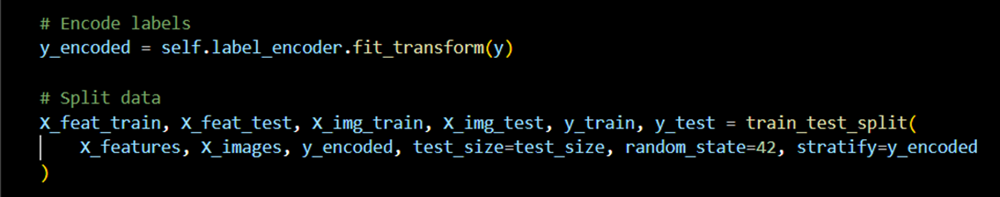 # Encode labels
y_encoded = self.label_encoder.fit_transform(y)
# Split data
X_feat_train, X_feat_test, X_img_train, X_img_test, y_train, y_test = train_test_split(
X_features, X_images, y_encoded, test_size=test_size, random_state=42, stratify=y_encoded
)